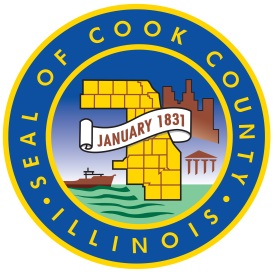 SEAL OF COOK COUNTY
JANUARY 1831
• ILLINOIS •